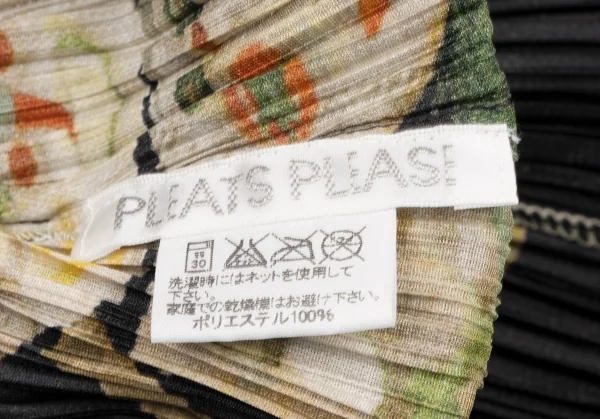 PLEATS PLEASE
弱
30
洗濯時にはネットを使用して
下さい。
家庭での乾燥機はお避け下さい。
ポリエステル100%